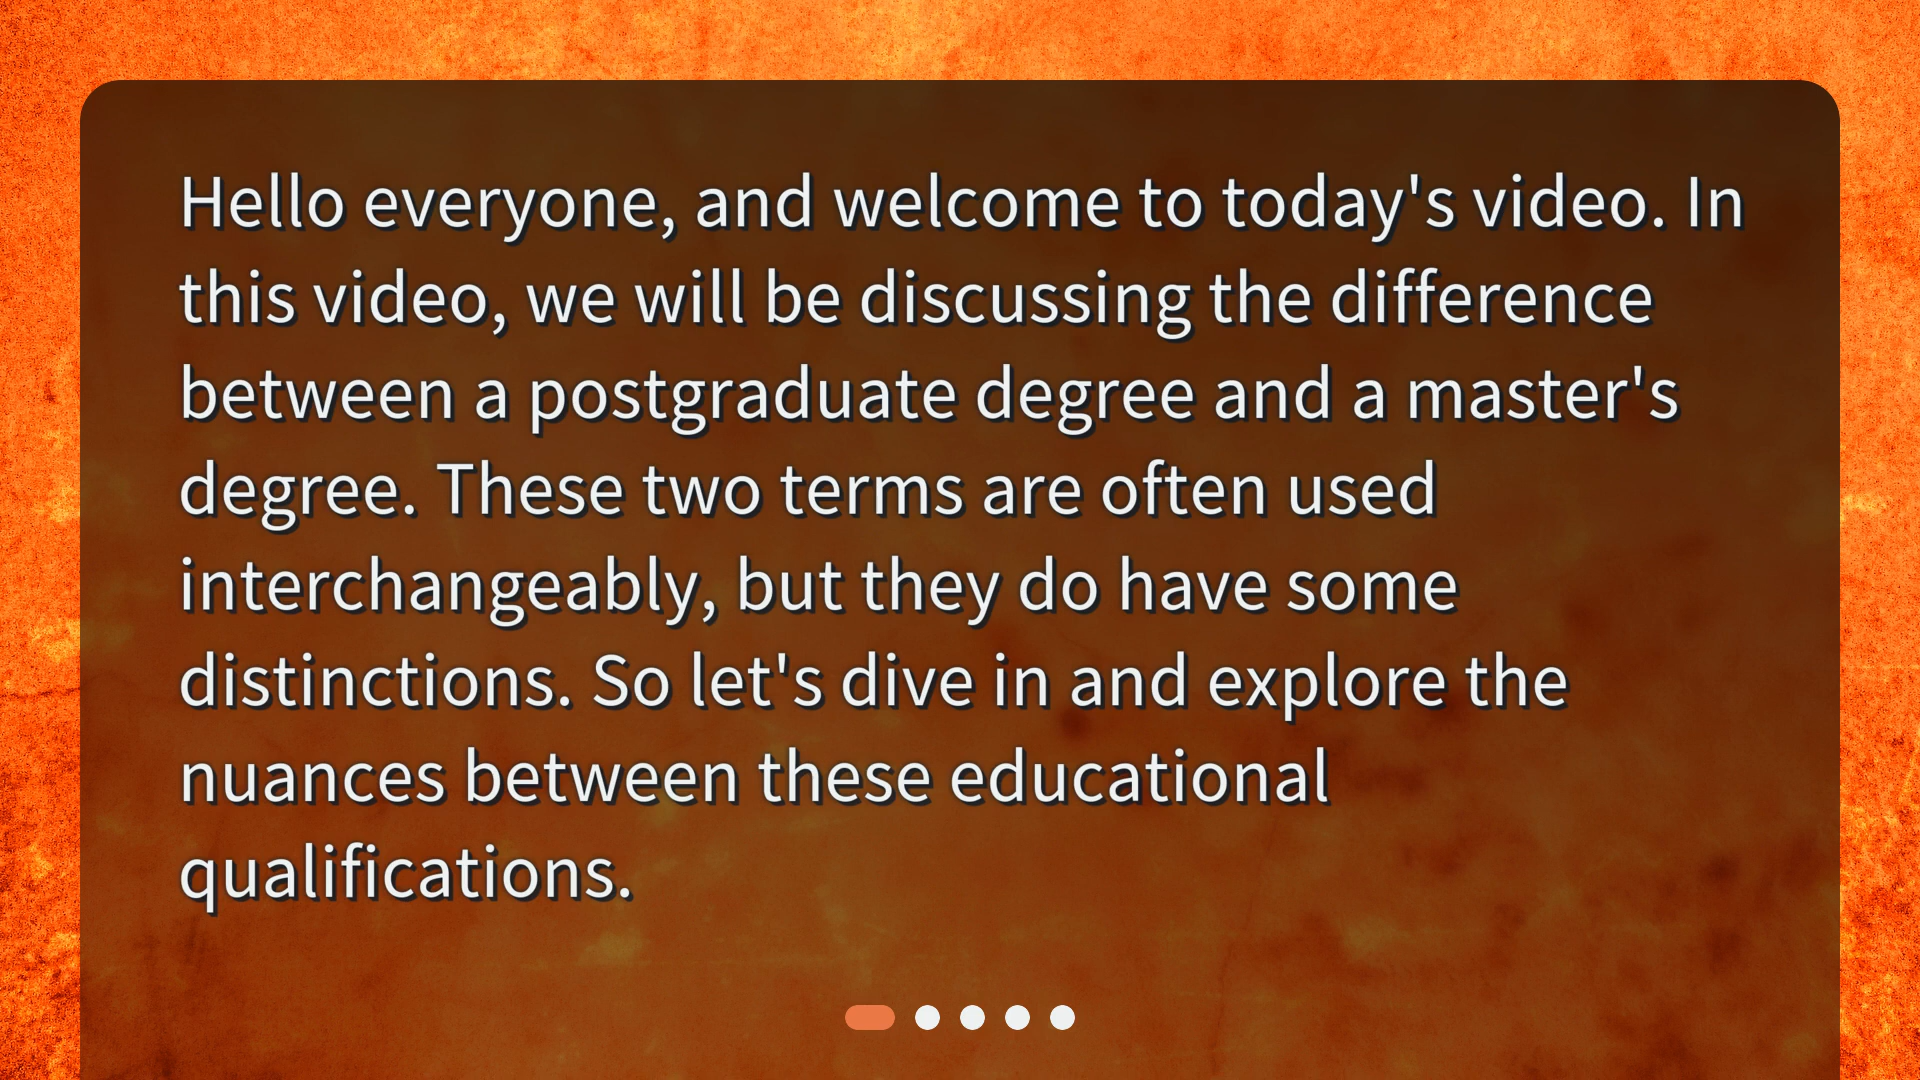 Hello everyone, and welcome to today's video. In
this video, we will be discussing the difference
between a postgraduate degree and a master's
degree. These two terms are often used
interchangeably, but they do have some
distinctions. So let's dive in and explore the
nuances between these educational
qualifications.